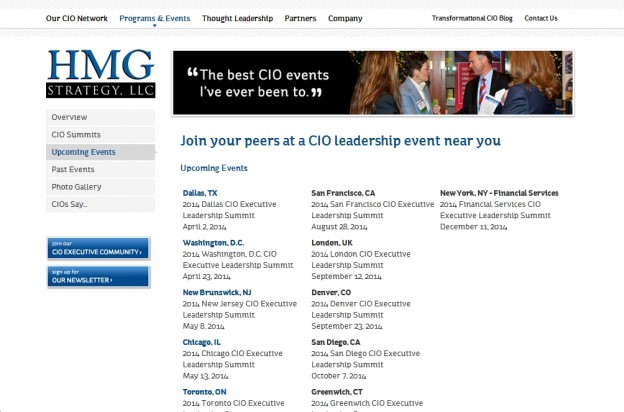 Our CIO Network Programs & Events Thought Leadership Partners Company Transformational CIO Blog Contact Us
HMG
STRATEGY, LLC
“The best CIO events
I've ever been to.”
Overview
CIO Summits
Upcoming Events
Past Events
Photo Gallery
CIOs Say...
join our
CIO EXECUTIVE COMMUNITY ›
sign up for
OUR NEWSLETTER ›
Join your peers at a CIO leadership event near you
Upcoming Events
Dallas, TX
2014 Dallas CIO Executive
Leadership Summit
April 2, 2014
Washington, D.C.
2014 Washington, D.C. CIO
Executive Leadership Summit
April 23, 2014
New Brunswick, NJ
2014 New Jersey CIO Executive
Leadership Summit
May 8, 2014
Chicago, IL
2014 Chicago CIO Executive
Leadership Summit
May 13, 2014
Toronto, ON
2014 Toronto CIO Executive
San Francisco, CA
2014 San Francisco CIO Executive
Leadership Summit
August 28, 2014
London, UK
2014 London CIO Executive
Leadership Summit
September 12, 2014
Denver, CO
2014 Denver CIO Executive
Leadership Summit
September 23, 2014
San Diego, CA
2014 San Diego CIO Executive
Leadership Summit
October 7, 2014
Greenwich, CT
2014 Greenwich CIO Executive
New York, NY - Financial Services
2014 Financial Services CIO
Executive Leadership Summit
December 11, 2014